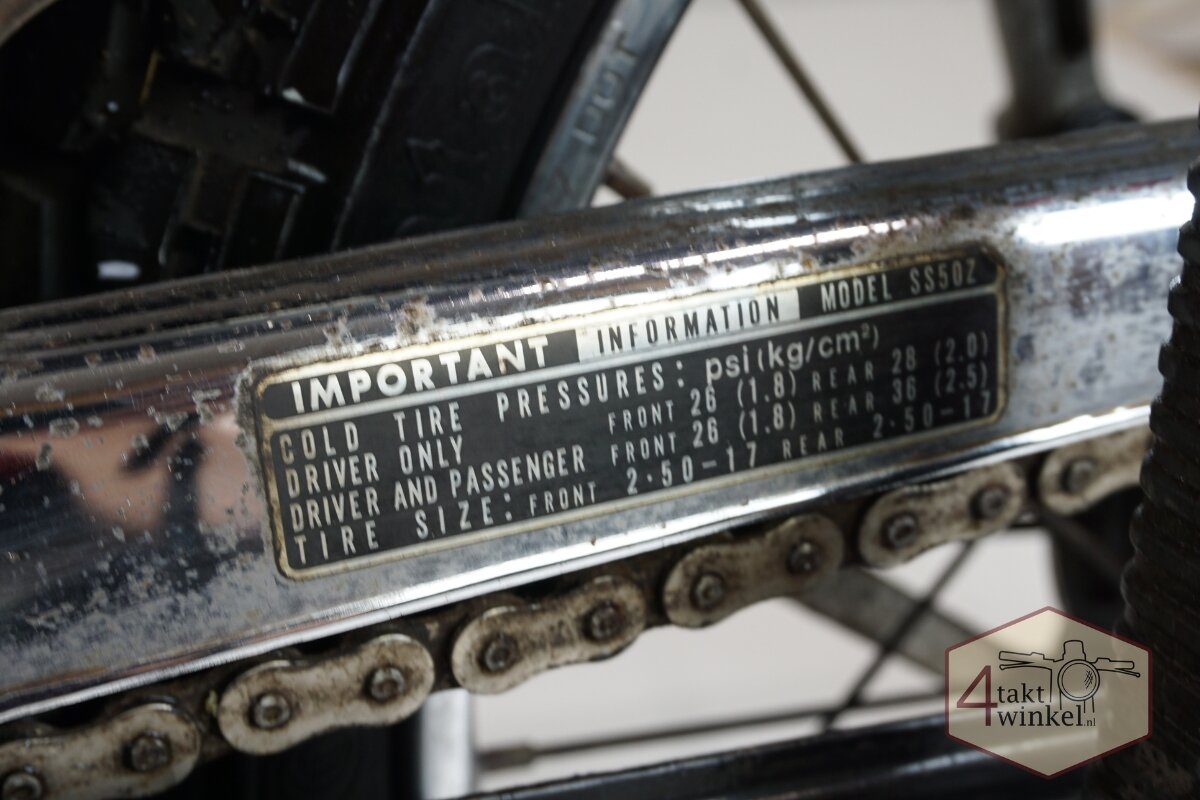 IMPORTANT INFORMATION MODEL SS50Z
COLD TIRE PRESSURES: psi (kg/cm²)
DRIVER ONLY FRONT 26 (1.8) REAR 28 (2.0)
DRIVER AND PASSENGER FRONT 26 (1.8) REAR 36 (2.5)
TIRE SIZE: FRONT 2·50-17 REAR 2·50-17
4takt
winkel.nl